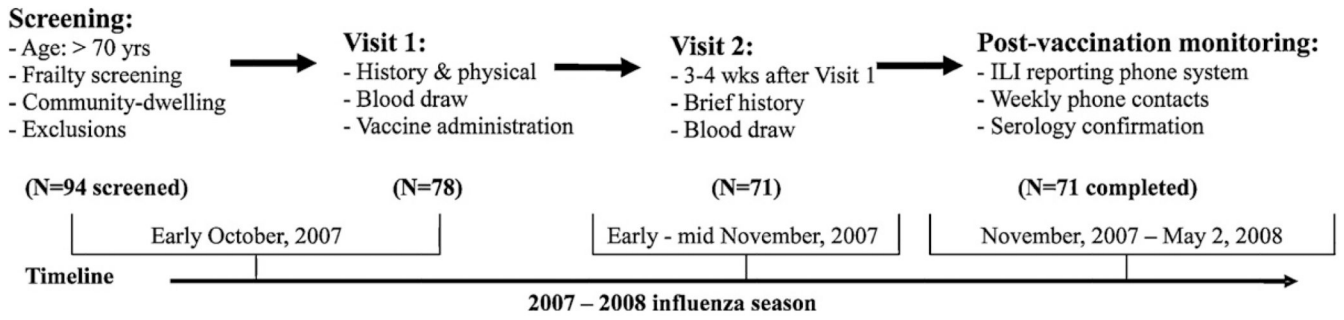 Screening:
- Age: > 70 yrs
- Frailty screening
- Community-dwelling
- Exclusions
(N=94 screened)
Visit 1:
- History & physical
- Blood draw
- Vaccine administration
(N=78)
Visit 2:
- 3-4 wks after Visit 1
- Brief history
- Blood draw
(N=71)
Post-vaccination monitoring:
- ILI reporting phone system
- Weekly phone contacts
- Serology confirmation
(N=71 completed)
Early October, 2007
Early - mid November, 2007
November, 2007 – May 2, 2008
Timeline
2007 – 2008 influenza season